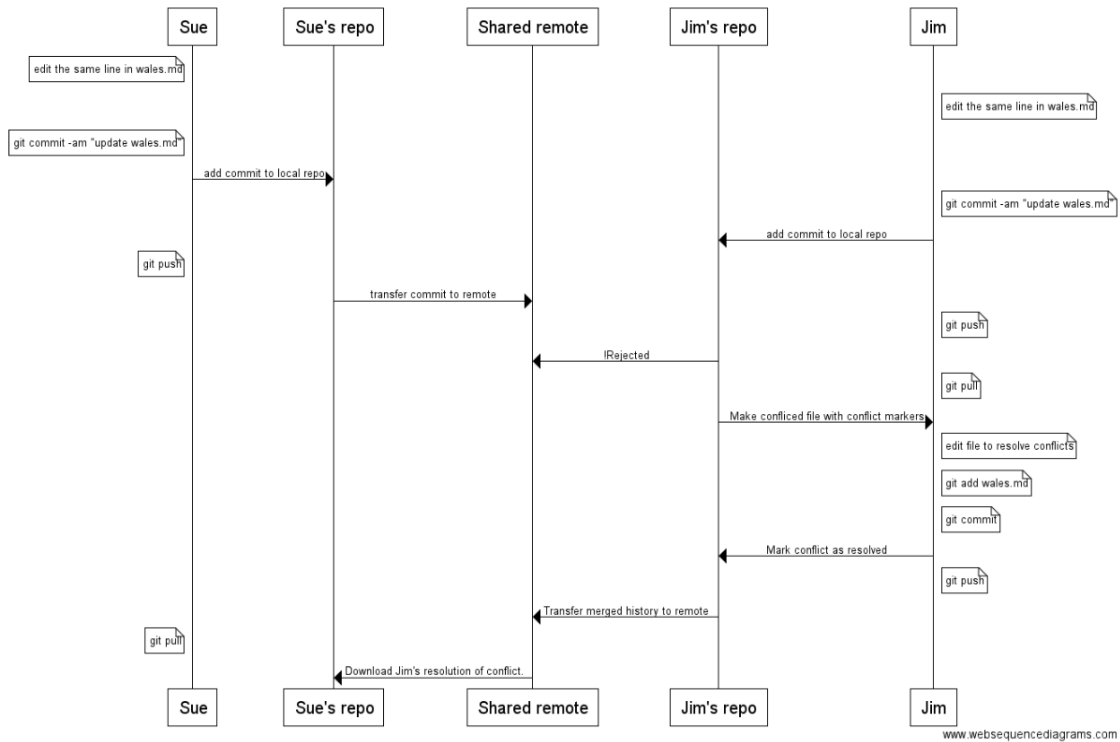 Sue
Sue's repo
Shared remote
Jim's repo
Jim
edit the same line in wales.md
edit the same line in wales.md
git commit -am "update wales.md"
add commit to local repo
git commit -am "update wales.md"
add commit to local repo
git push
transfer commit to remote
git push
!Rejected
git pull
Make confliced file with conflict markers
edit file to resolve conflicts
git add wales.md
git commit
Mark conflict as resolved
git push
Transfer merged history to remote
git pull
Download Jim's resolution of conflict.
Sue
Sue's repo
Shared remote
Jim's repo
Jim
www.websequencediagrams.com